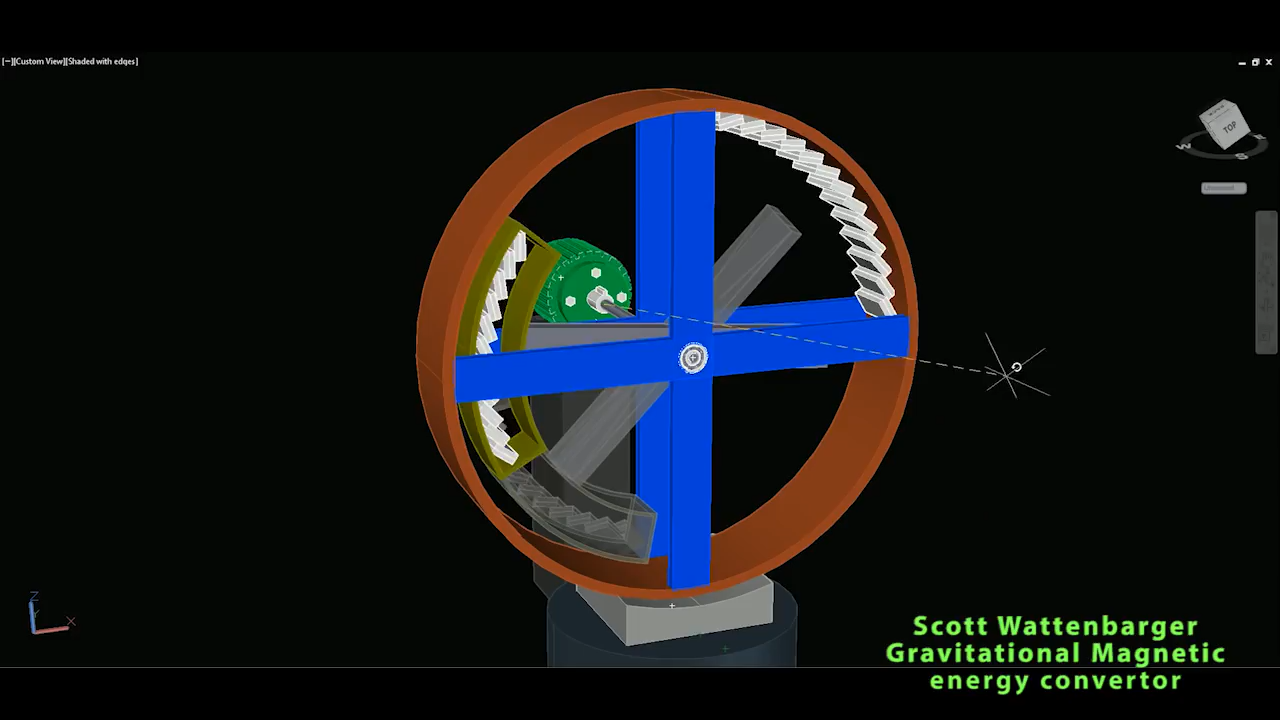 [−][Custom View][Shaded with edges]
TOP
W
S
E
Z
Y
X
Scott Wattenbarger
Gravitational Magnetic
energy convertor